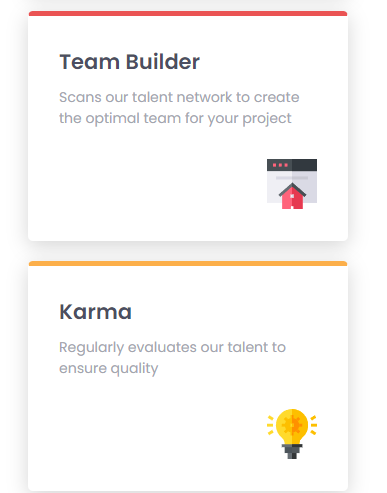 Team Builder
Scans our talent network to create
the optimal team for your project
Karma
Regularly evaluates our talent to
ensure quality